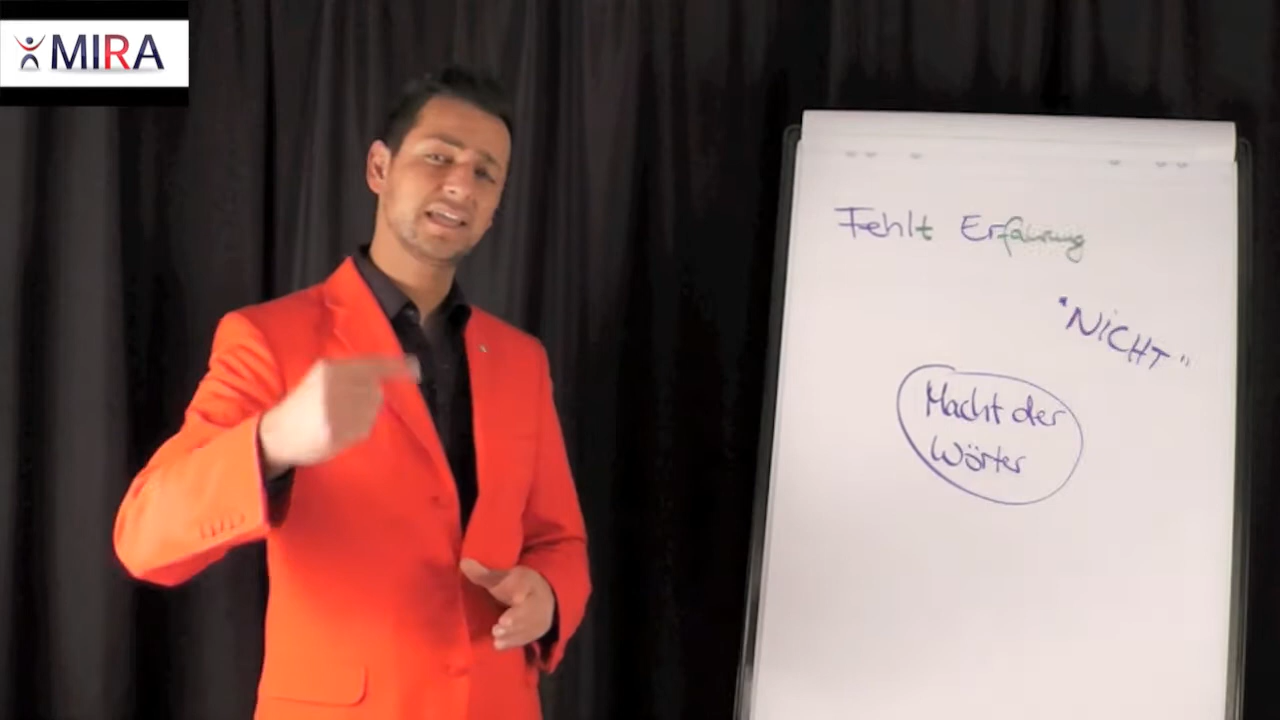 MIRA
Fehlt Erfahrung
"NiCHT"
Macht der
Wörter